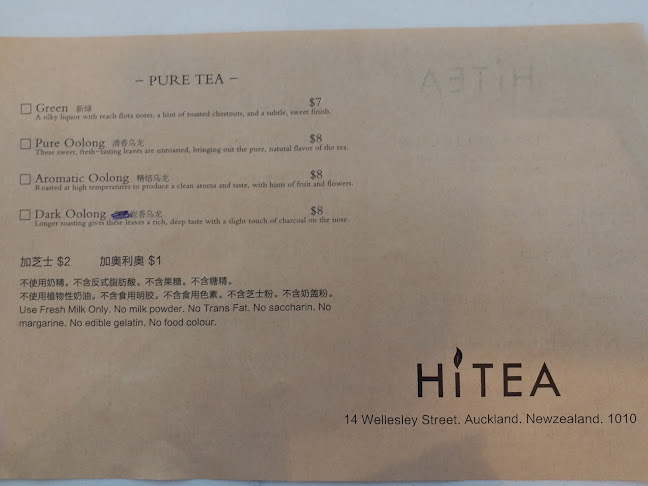 – PURE TEA –
Green 新绿 $7
A silky liquor with reach flora notes, a hint of toasted chestnuts, and a subtle, sweet finish.
Pure Oolong 清香乌龙 $8
These sweet, fresh-tasting leaves are unroasted, bringing out the pure, natural flavor of the tea.
Aromatic Oolong 精焙乌龙 $8
Roasted at high temperatures to produce a clean aroma and taste, with hints of fruit and flowers.
Dark Oolong 炭香乌龙 $8
Longer roasting gives these leaves a rich, deep taste with a slight touch of charcoal on the nose.
加芝士 $2 加奥利奥 $1
不使用奶精。不含反式脂肪酸。不含果糖。不含糖精。
不使用植物性奶油。不含食用明胶。不含食用色素。不含芝士粉。不含奶盖粉。
Use Fresh Milk Only. No milk powder. No Trans Fat. No saccharin. No
margarine. No edible gelatin. No food colour.
HiTEA
14 Wellesley Street. Auckland. Newzealand. 1010